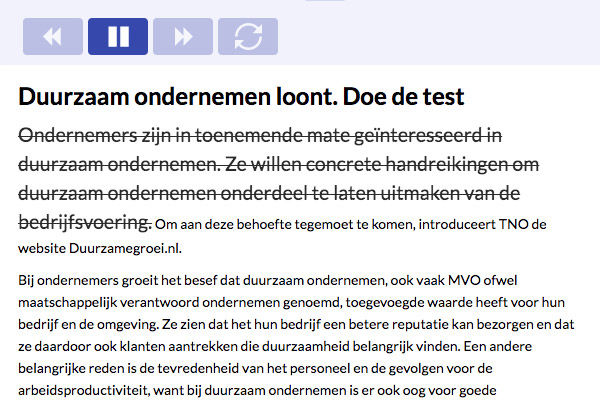 Duurzaam ondernemen loont. Doe de test
Ondernemers zijn in toenemende mate geïnteresseerd in
duurzaam ondernemen. Ze willen concrete handreikingen om
duurzaam ondernemen onderdeel te laten uitmaken van de
bedrijfsvoering. Om aan deze behoefte tegemoet te komen, introduceert TNO de
website Duurzamegroei.nl.
Bij ondernemers groeit het besef dat duurzaam ondernemen, ook vaak MVO ofwel
maatschappelijk verantwoord ondernemen genoemd, toegevoegde waarde heeft voor hun
bedrijf en de omgeving. Ze zien dat het hun bedrijf een betere reputatie kan bezorgen en dat
ze daardoor ook klanten aantrekken die duurzaamheid belangrijk vinden. Een andere
belangrijke reden is de tevredenheid van het personeel en de gevolgen voor de
arbeidsproductiviteit, want bij duurzaam ondernemen is er ook oog voor goede